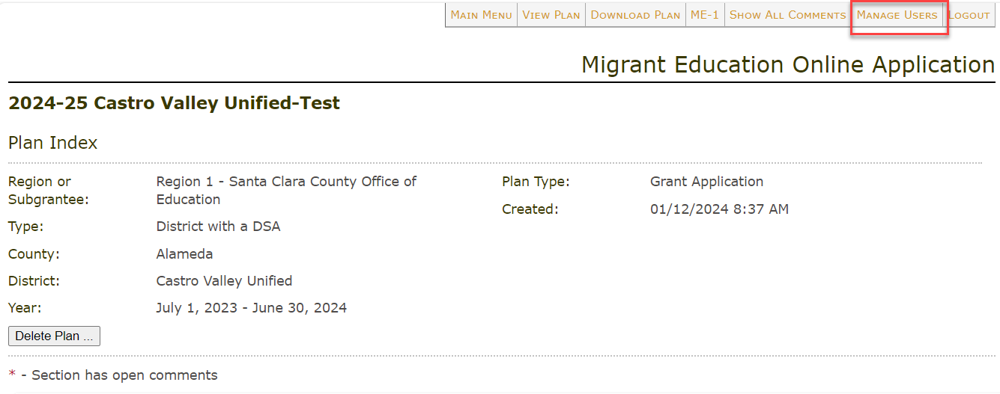 Main Menu View Plan Download Plan ME-1 Show All Comments Manage Users Logout
Migrant Education Online Application
2024-25 Castro Valley Unified-Test
Plan Index
Region or Subgrantee: Region 1 - Santa Clara County Office of Education
Plan Type: Grant Application
Created: 01/12/2024 8:37 AM
Type: District with a DSA
County: Alameda
District: Castro Valley Unified
Year: July 1, 2023 - June 30, 2024
Delete Plan ...
* - Section has open comments